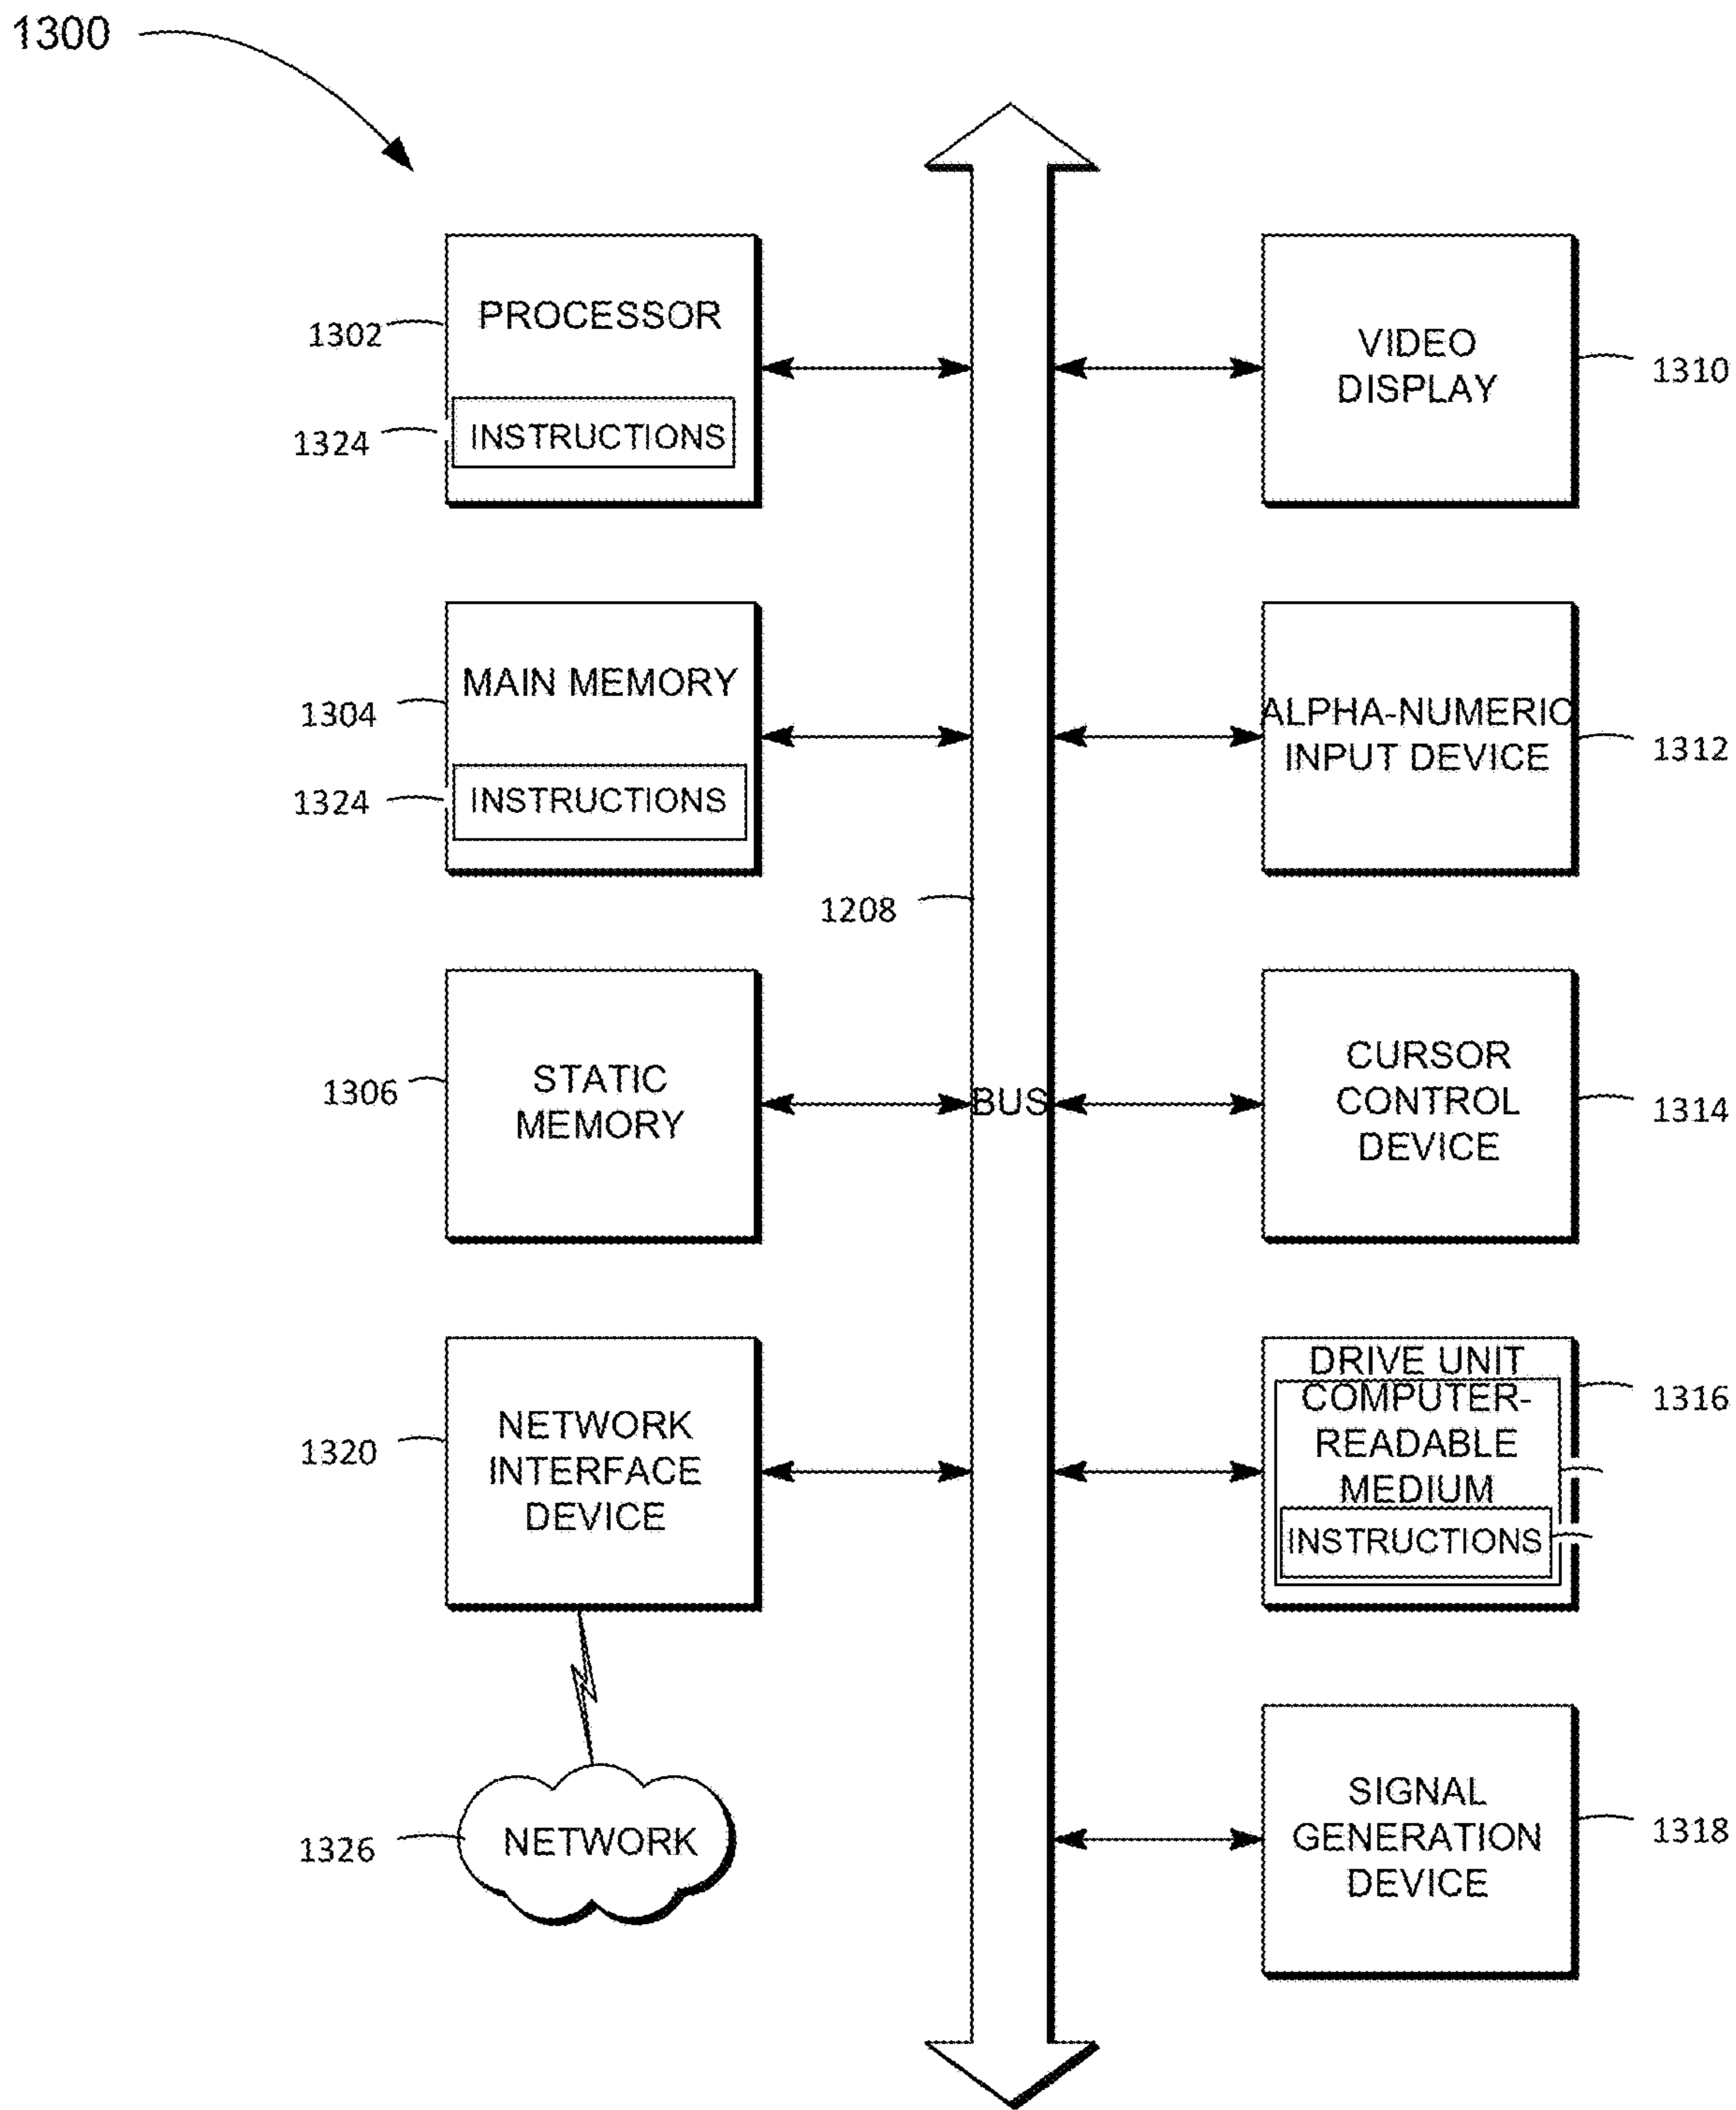 1300
PROCESSOR
1302
1324
INSTRUCTIONS
MAIN MEMORY
1304
1324
INSTRUCTIONS
1208
STATIC
MEMORY
1306
BUS
NETWORK
INTERFACE
DEVICE
1320
NETWORK
1326
VIDEO
DISPLAY
1310
ALPHA-NUMERIC
INPUT DEVICE
1312
CURSOR
CONTROL
DEVICE
1314
DRIVE UNIT
COMPUTER-
READABLE
MEDIUM
INSTRUCTIONS
1316
SIGNAL
GENERATION
DEVICE
1318